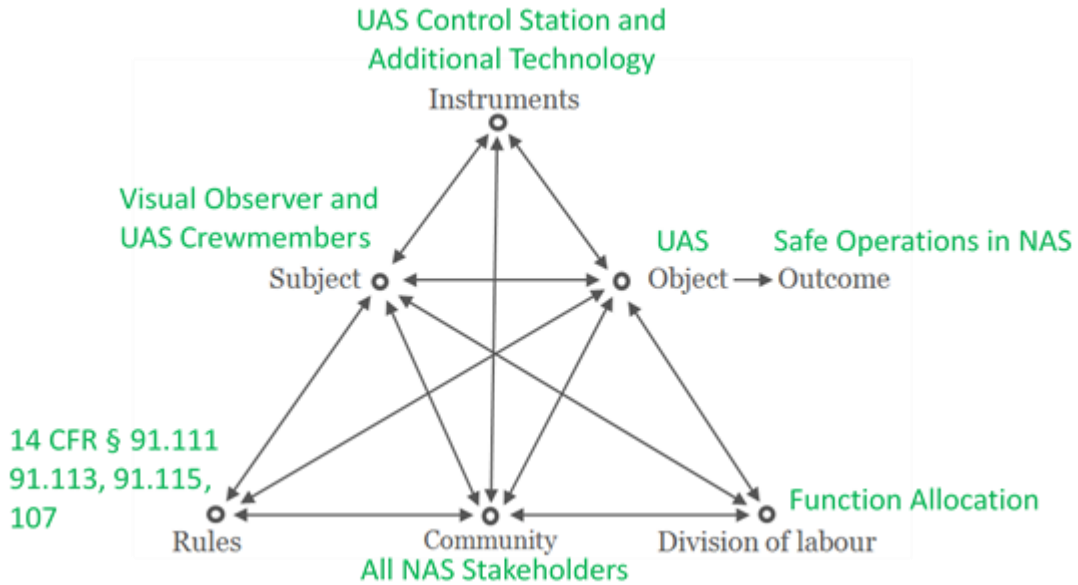 UAS Control Station and
Additional Technology
Instruments
Visual Observer and
UAS Crewmembers
UAS
Safe Operations in NAS
Subject
Object
Outcome
14 CFR § 91.111
91.113, 91.115,
107
Function Allocation
Rules
Community
Division of labour
All NAS Stakeholders